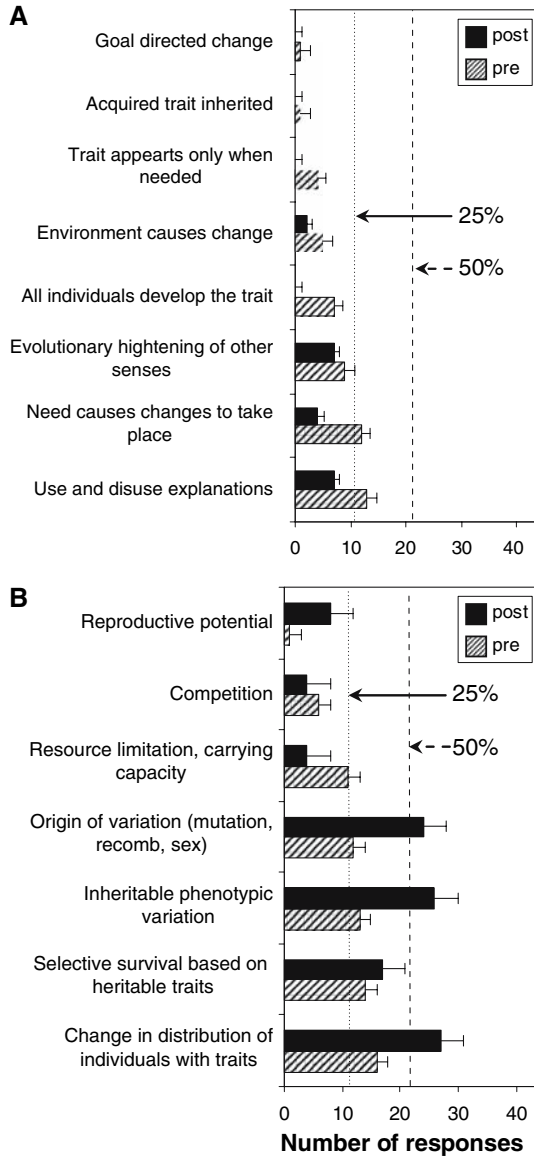 A
Goal directed change
Acquired trait inherited
Trait appearts only when
needed
Environment causes change
All individuals develop the trait
Evolutionary hightening of other
senses
Need causes changes to take
place
Use and disuse explanations
post
pre
25%
50%
0 10 20 30 40
B
Reproductive potential
Competition
Resource limitation, carrying
capacity
Origin of variation (mutation,
recomb, sex)
Inheritable phenotypic
variation
Selective survival based on
heritable traits
Change in distribution of
individuals with traits
post
pre
25%
50%
0 10 20 30 40
Number of responses